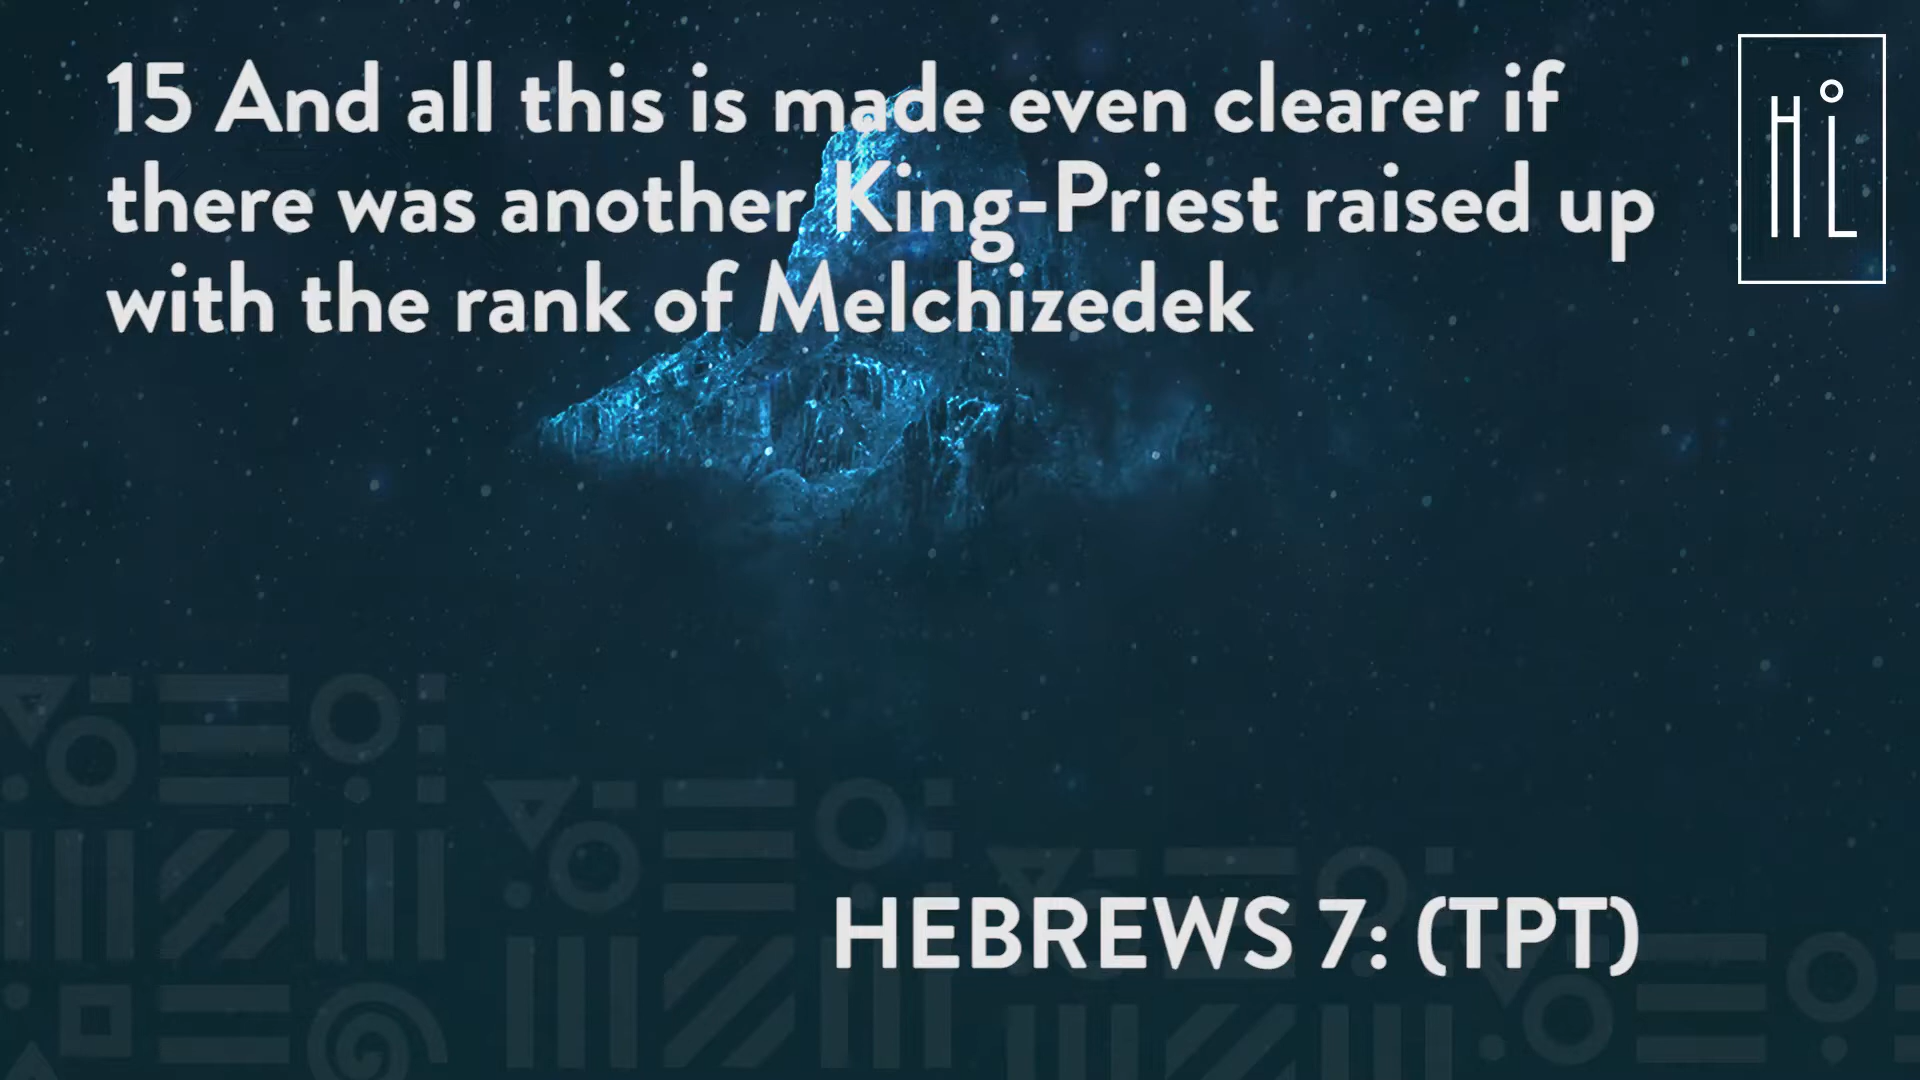 15 And all this is made even clearer if
there was another King-Priest raised up
with the rank of Melchizedek
HiL
HEBREWS 7: (TPT)